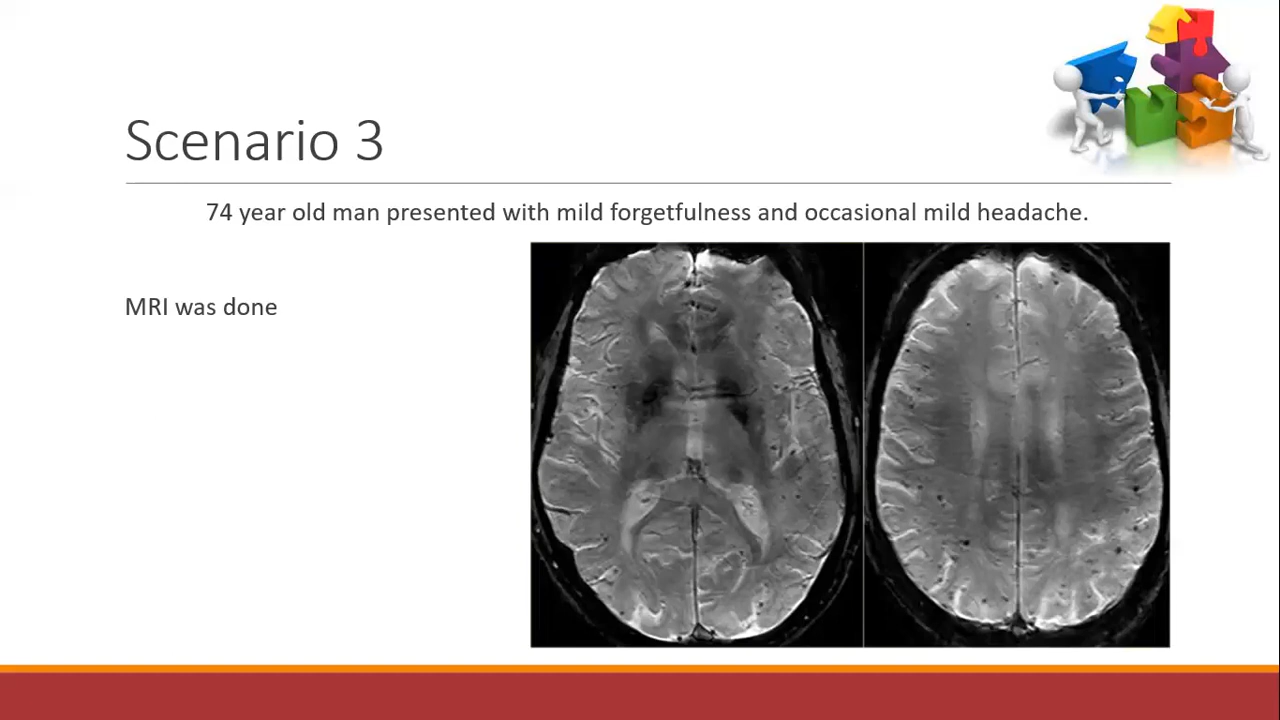 Scenario 3
74 year old man presented with mild forgetfulness and occasional mild headache.
MRI was done